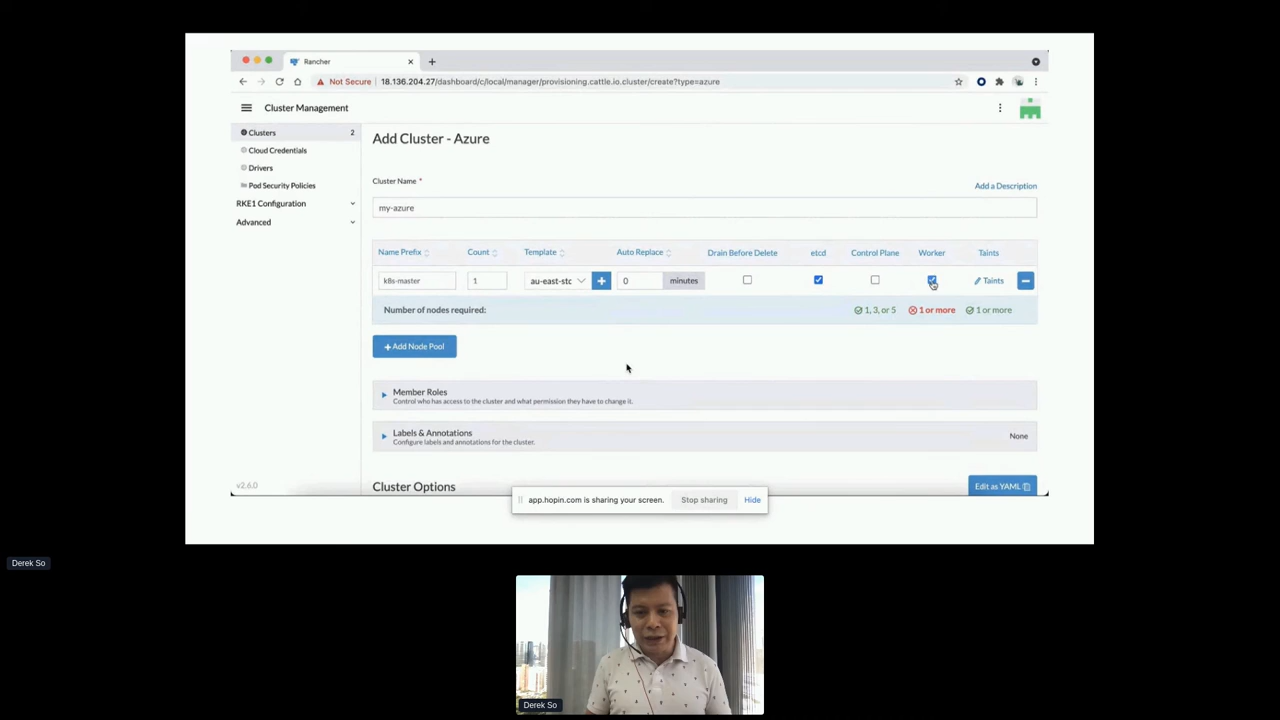 Rancher
Not Secure 18.136.204.27/dashboard/c/local/manager/provisioning.cattle.io.cluster/create?type=azure
Cluster Management
Clusters 2
Cloud Credentials
Drivers
Pod Security Policies
RKE1 Configuration
Advanced
v2.6.0
Add Cluster - Azure
Cluster Name *
Add a Description
my-azure
Name Prefix Count Template Auto Replace Drain Before Delete etcd Control Plane Worker Taints
k8s-master 1 au-east-stc 0 minutes Taints
Number of nodes required: 1, 3, or 5 1 or more 1 or more
Add Node Pool
Member Roles
Control who has access to the cluster and what permission they have to change it.
Labels & Annotations None
Configure labels and annotations for the cluster.
Cluster Options Edit as YAML
app.hopin.com is sharing your screen. Stop sharing Hide
Derek So
Derek So